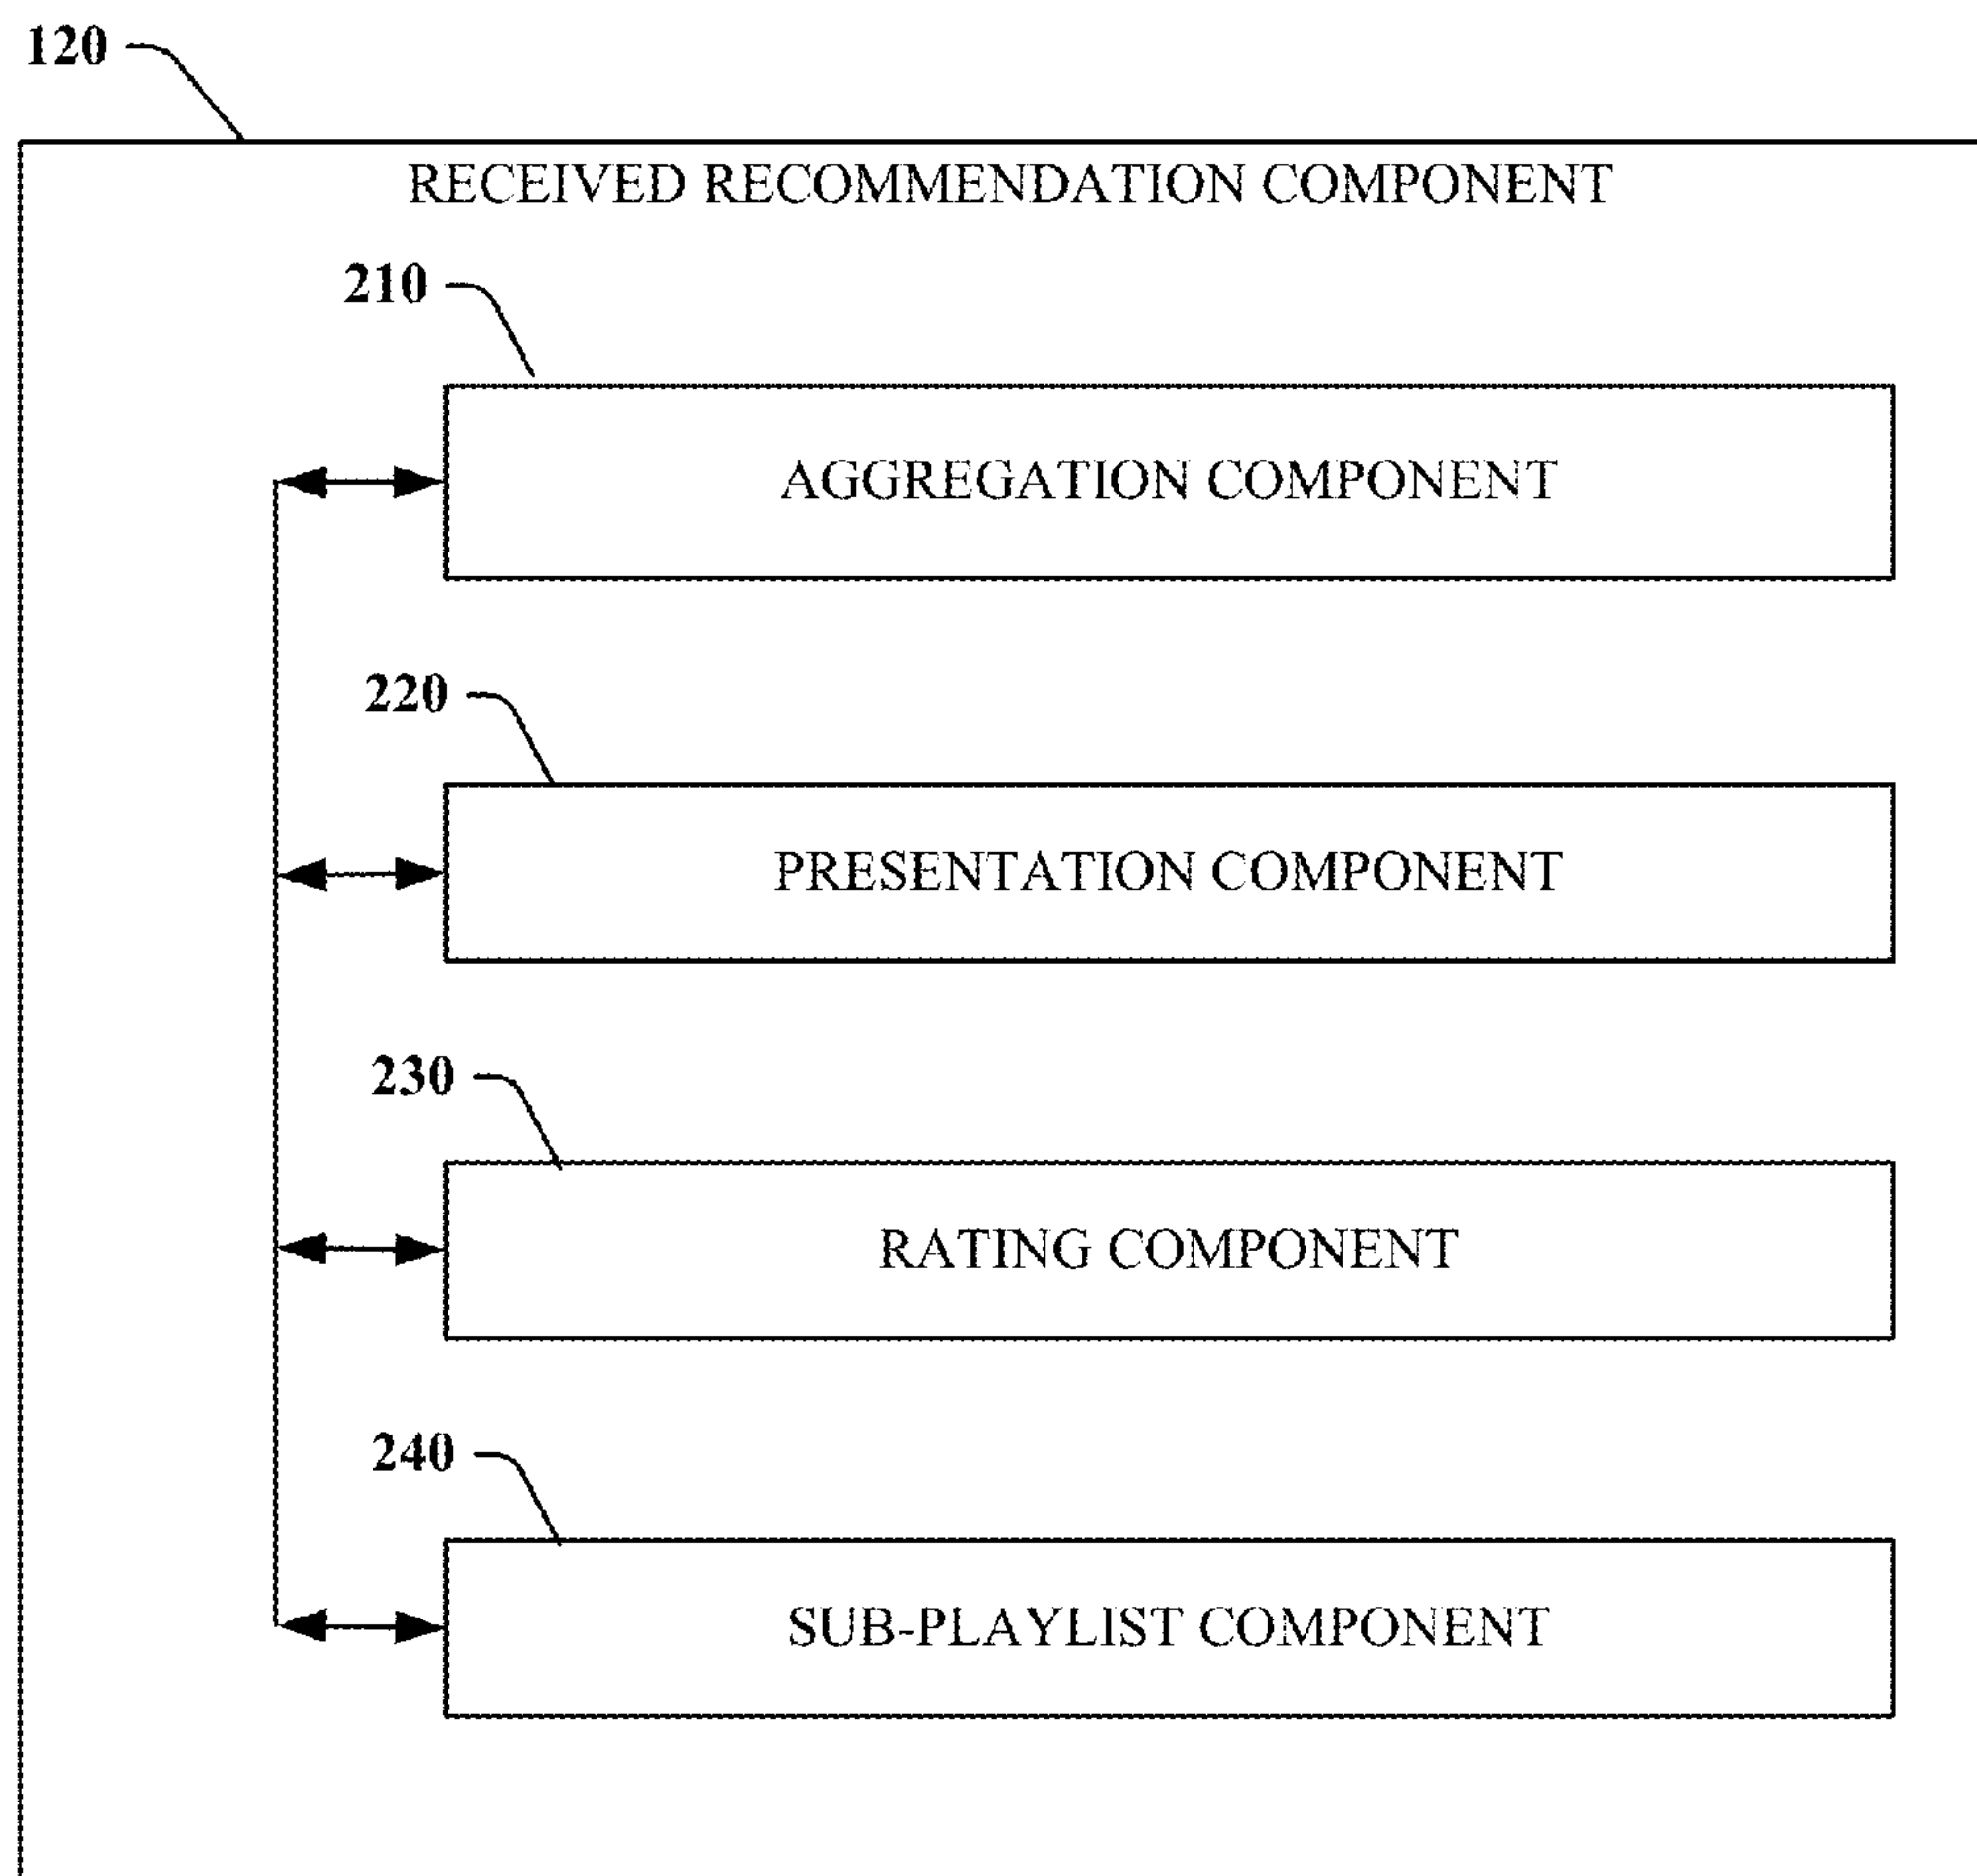 120
RECEIVED RECOMMENDATION COMPONENT
210
AGGREGATION COMPONENT
220
PRESENTATION COMPONENT
230
RATING COMPONENT
240
SUB-PLAYLIST COMPONENT